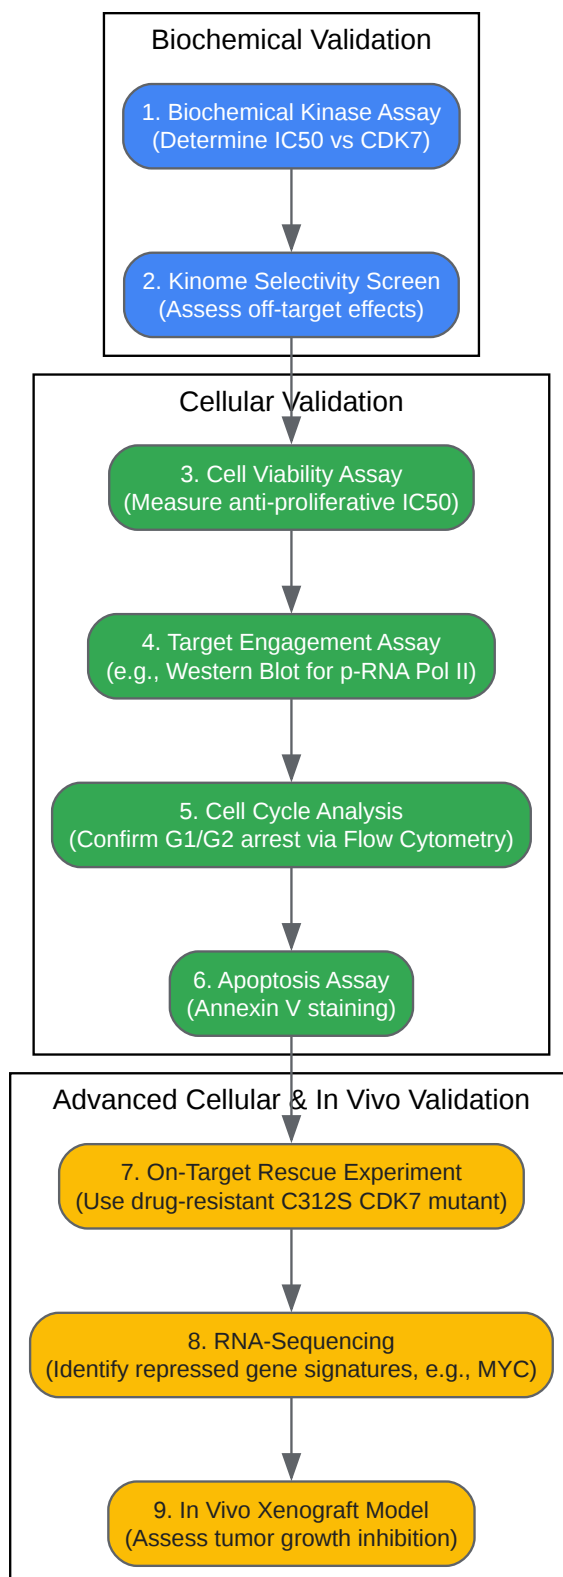 Biochemical Validation
1. Biochemical Kinase Assay
(Determine IC50 vs CDK7)
2. Kinome Selectivity Screen
(Assess off-target effects)
Cellular Validation
3. Cell Viability Assay
(Measure anti-proliferative IC50)
4. Target Engagement Assay
(e.g., Western Blot for p-RNA Pol II)
5. Cell Cycle Analysis
(Confirm G1/G2 arrest via Flow Cytometry)
6. Apoptosis Assay
(Annexin V staining)
Advanced Cellular & In Vivo Validation
7. On-Target Rescue Experiment
(Use drug-resistant C312S CDK7 mutant)
8. RNA-Sequencing
(Identify repressed gene signatures, e.g., MYC)
9. In Vivo Xenograft Model
(Assess tumor growth inhibition)